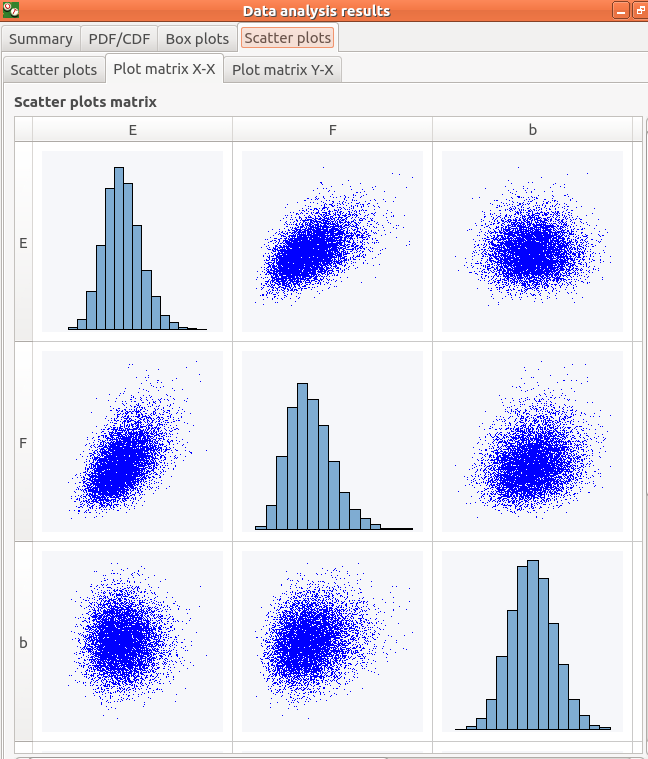 Data analysis results
Summary PDF/CDF Box plots Scatter plots
Scatter plots Plot matrix X-X Plot matrix Y-X
Scatter plots matrix
E F b
E
F
b